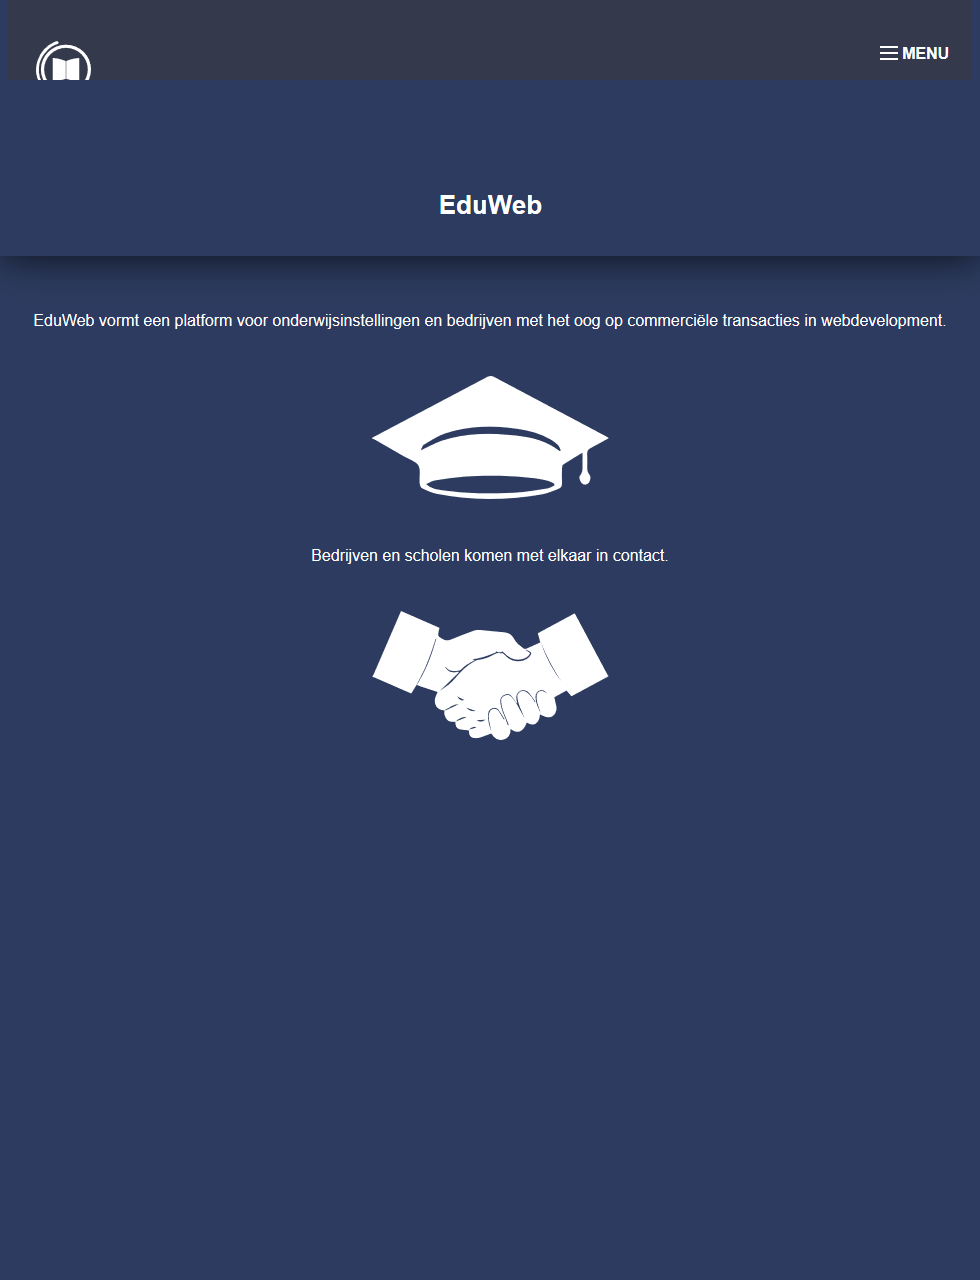 MENU
EduWeb
EduWeb vormt een platform voor onderwijsinstellingen en bedrijven met het oog op commerciële transacties in webdevelopment.
Bedrijven en scholen komen met elkaar in contact.